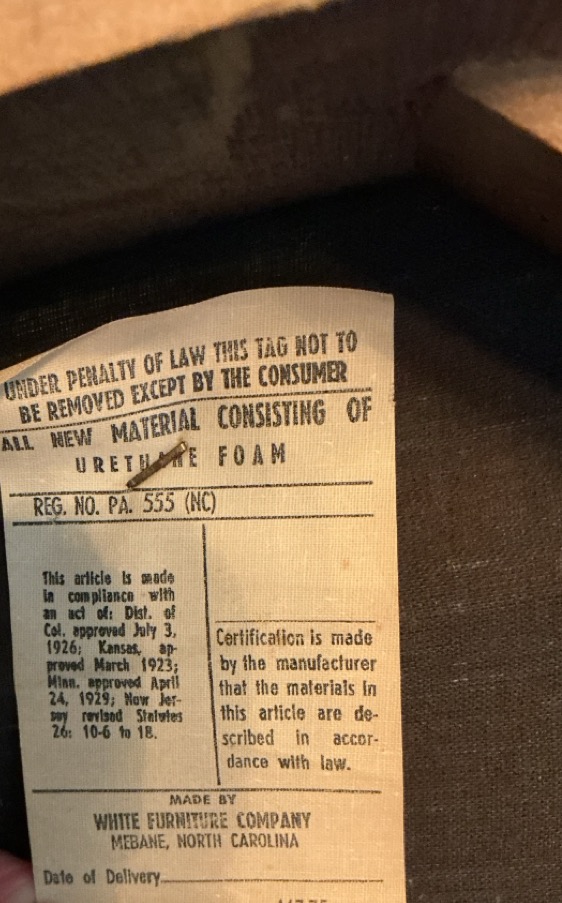 UNDER PENALTY OF LAW THIS TAG NOT TO
BE REMOVED EXCEPT BY THE CONSUMER
ALL NEW MATERIAL CONSISTING OF
URETHANE FOAM
REG. NO. PA. 555 (NC)
This article is made
in compliance with
an act of: Dist. of
Col. approved July 3,
1926; Kansas, ap-
proved March 1923;
Minn. approved April
24, 1929; New Jer-
sey revised Statutes
26: 10-6 to 18.
Certification is made
by the manufacturer
that the materials in
this article are de-
scribed in accor-
dance with law.
MADE BY
WHITE FURNITURE COMPANY
MEBANE, NORTH CAROLINA
Date of Delivery